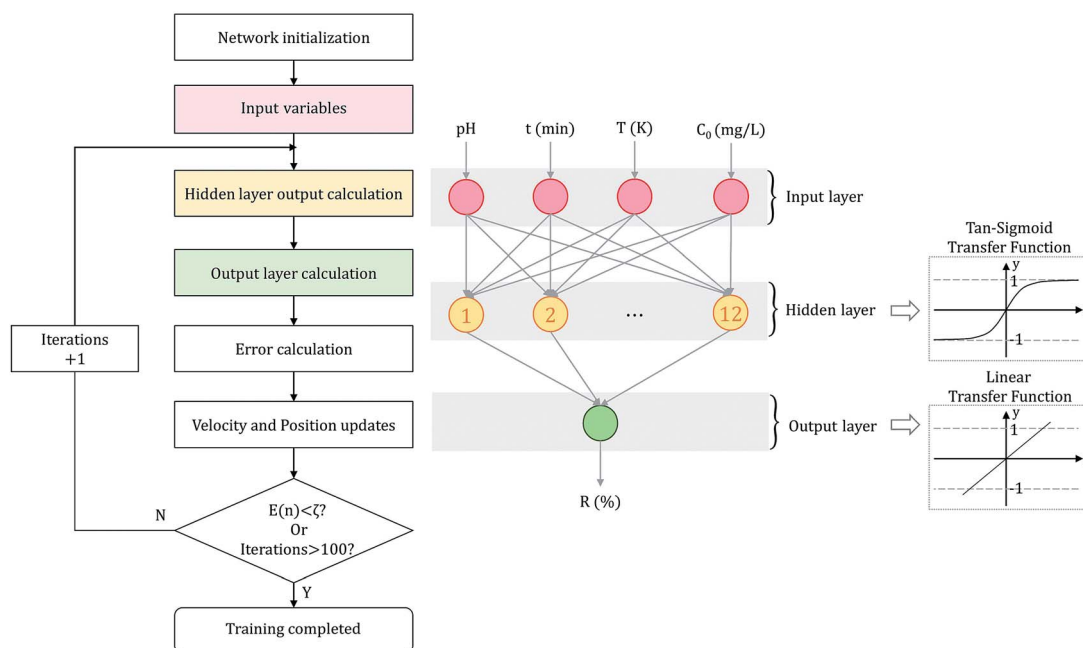 Network initialization
Input variables
Hidden layer output calculation
Output layer calculation
Error calculation
Velocity and Position updates
E(n)<ζ?
Or
Iterations>100?
N
Y
Iterations
+1
Training completed
pH
t (min)
T (K)
C₀ (mg/L)
Input layer
1
2
...
12
Hidden layer
Output layer
R (%)
Tan-Sigmoid
Transfer Function
y
1
-1
Linear
Transfer Function
y
1
-1